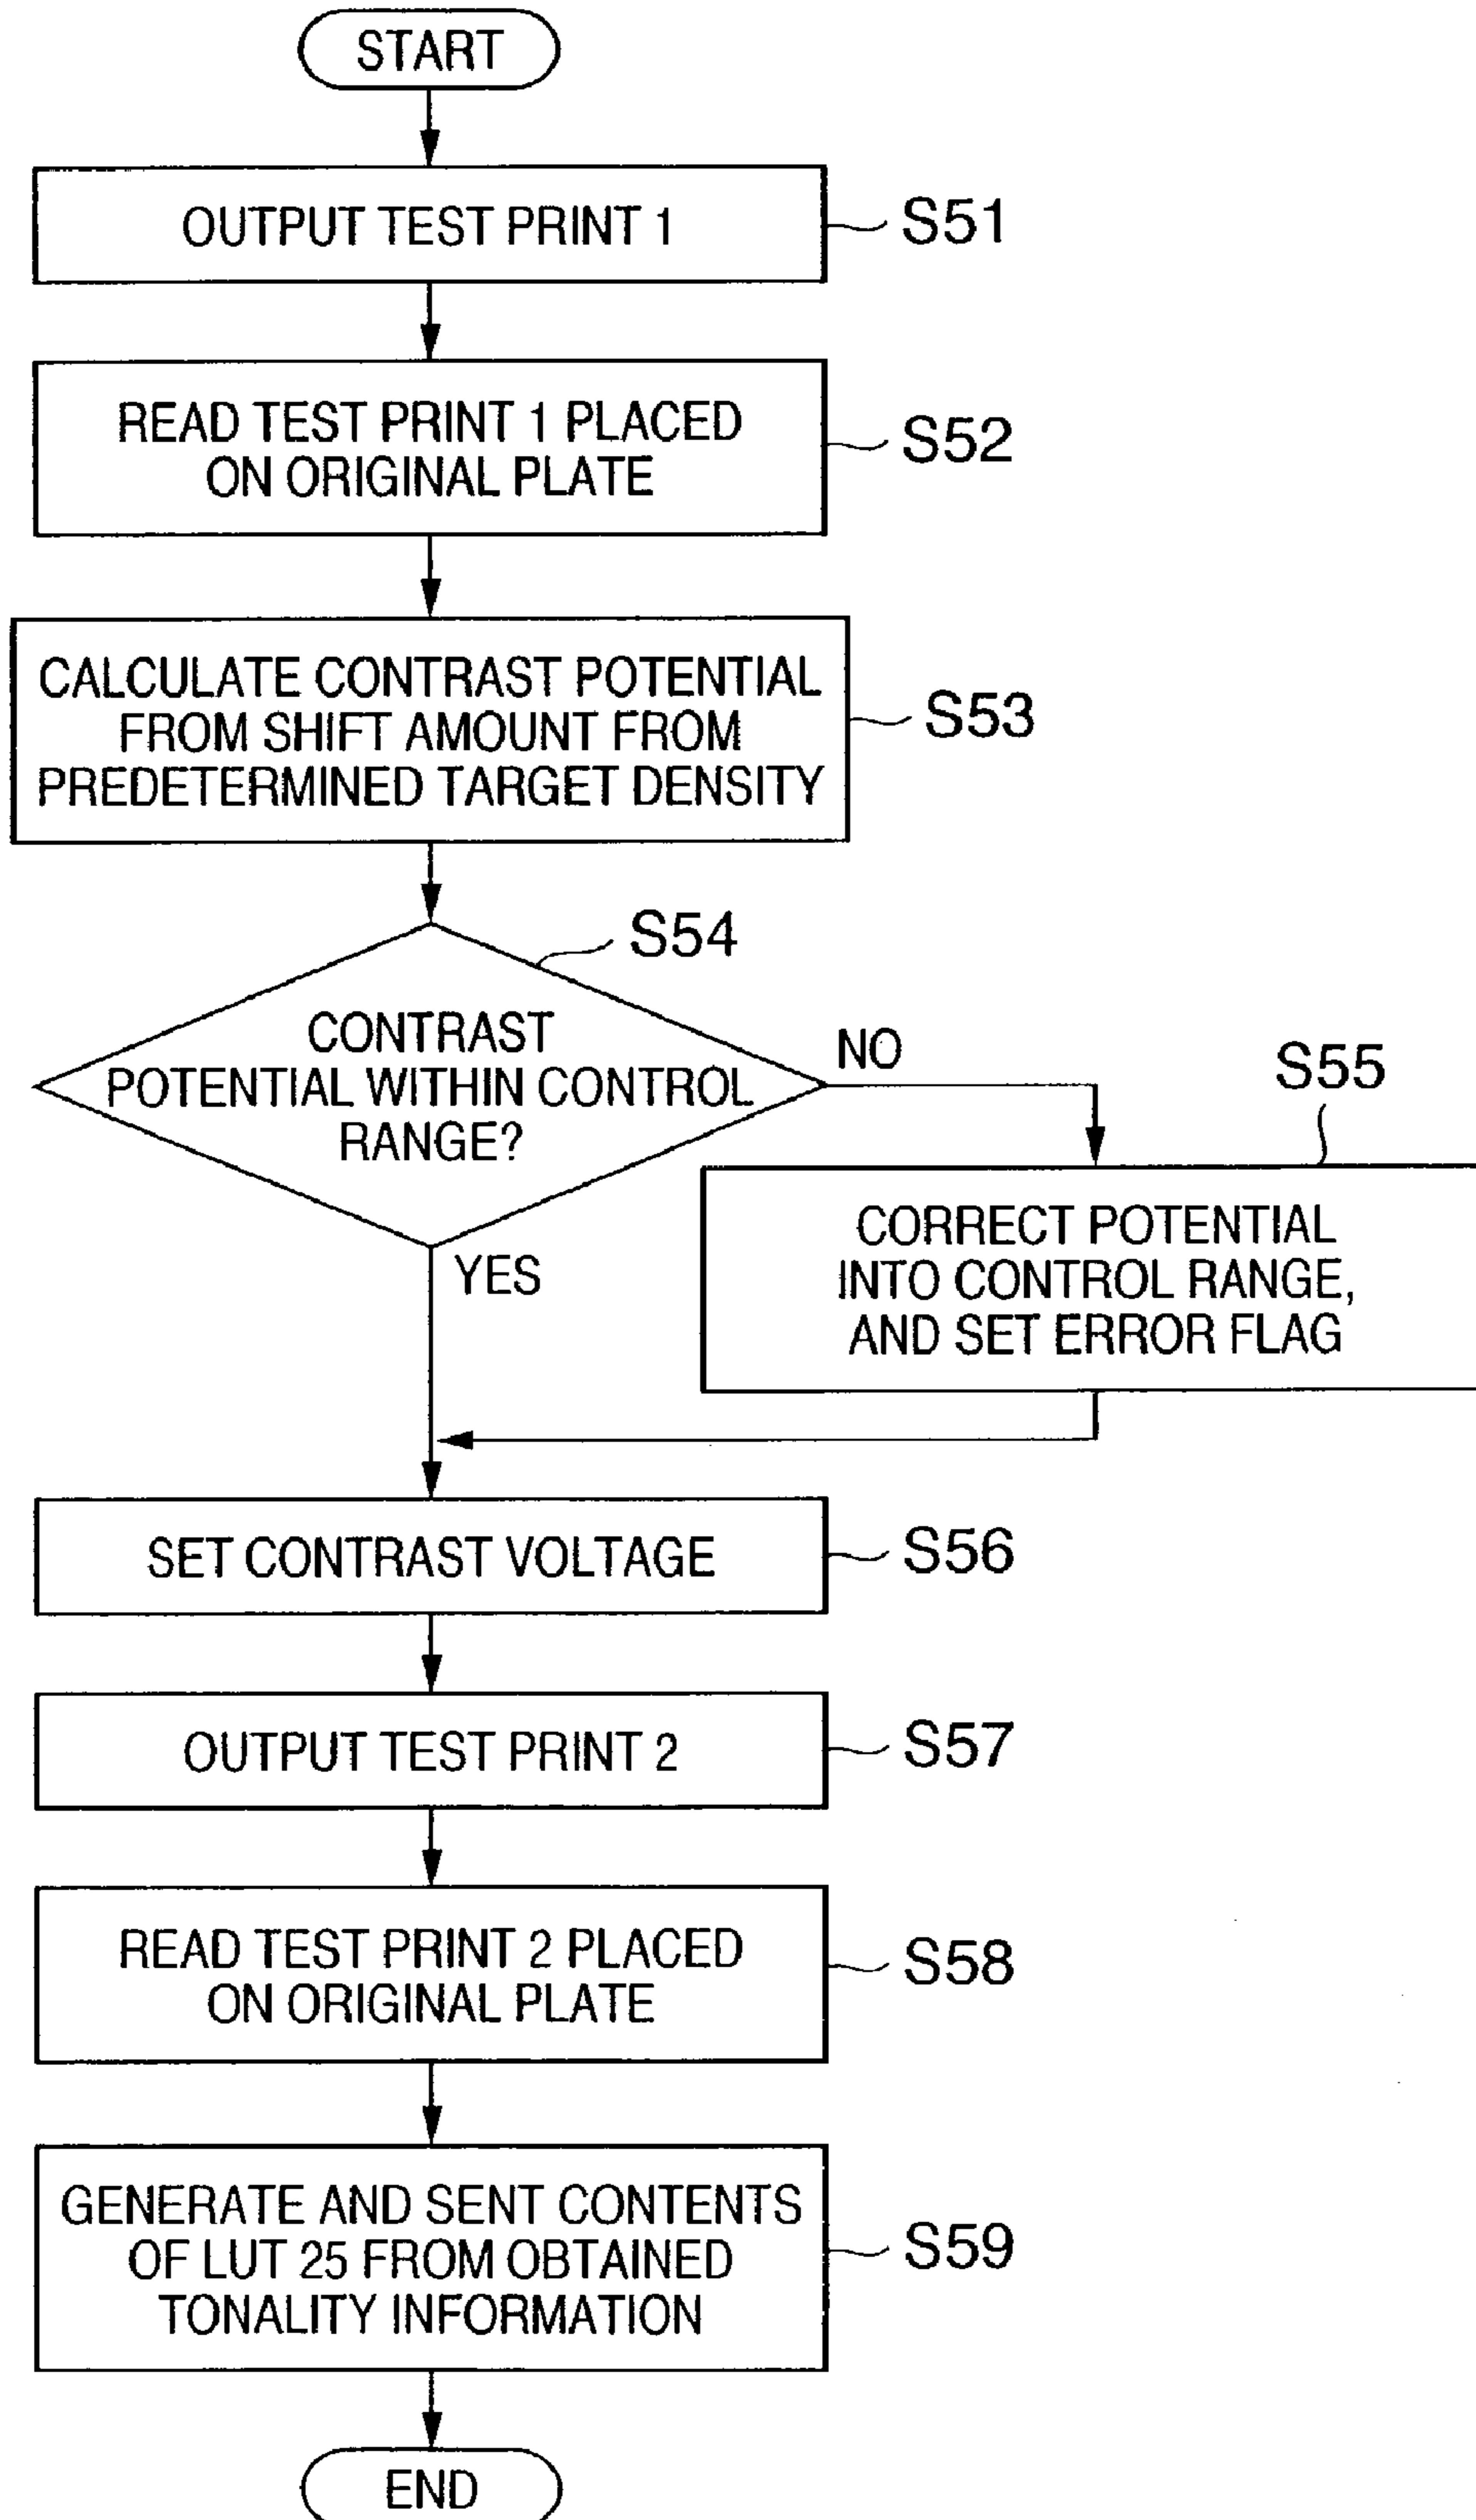 START
OUTPUT TEST PRINT 1
S51
READ TEST PRINT 1 PLACED
ON ORIGINAL PLATE
S52
CALCULATE CONTRAST POTENTIAL
FROM SHIFT AMOUNT FROM
PREDETERMINED TARGET DENSITY
S53
S54
CONTRAST
POTENTIAL WITHIN CONTROL
RANGE?
NO
YES
S55
CORRECT POTENTIAL
INTO CONTROL RANGE,
AND SET ERROR FLAG
SET CONTRAST VOLTAGE
S56
OUTPUT TEST PRINT 2
S57
READ TEST PRINT 2 PLACED
ON ORIGINAL PLATE
S58
GENERATE AND SENT CONTENTS
OF LUT 25 FROM OBTAINED
TONALITY INFORMATION
S59
END